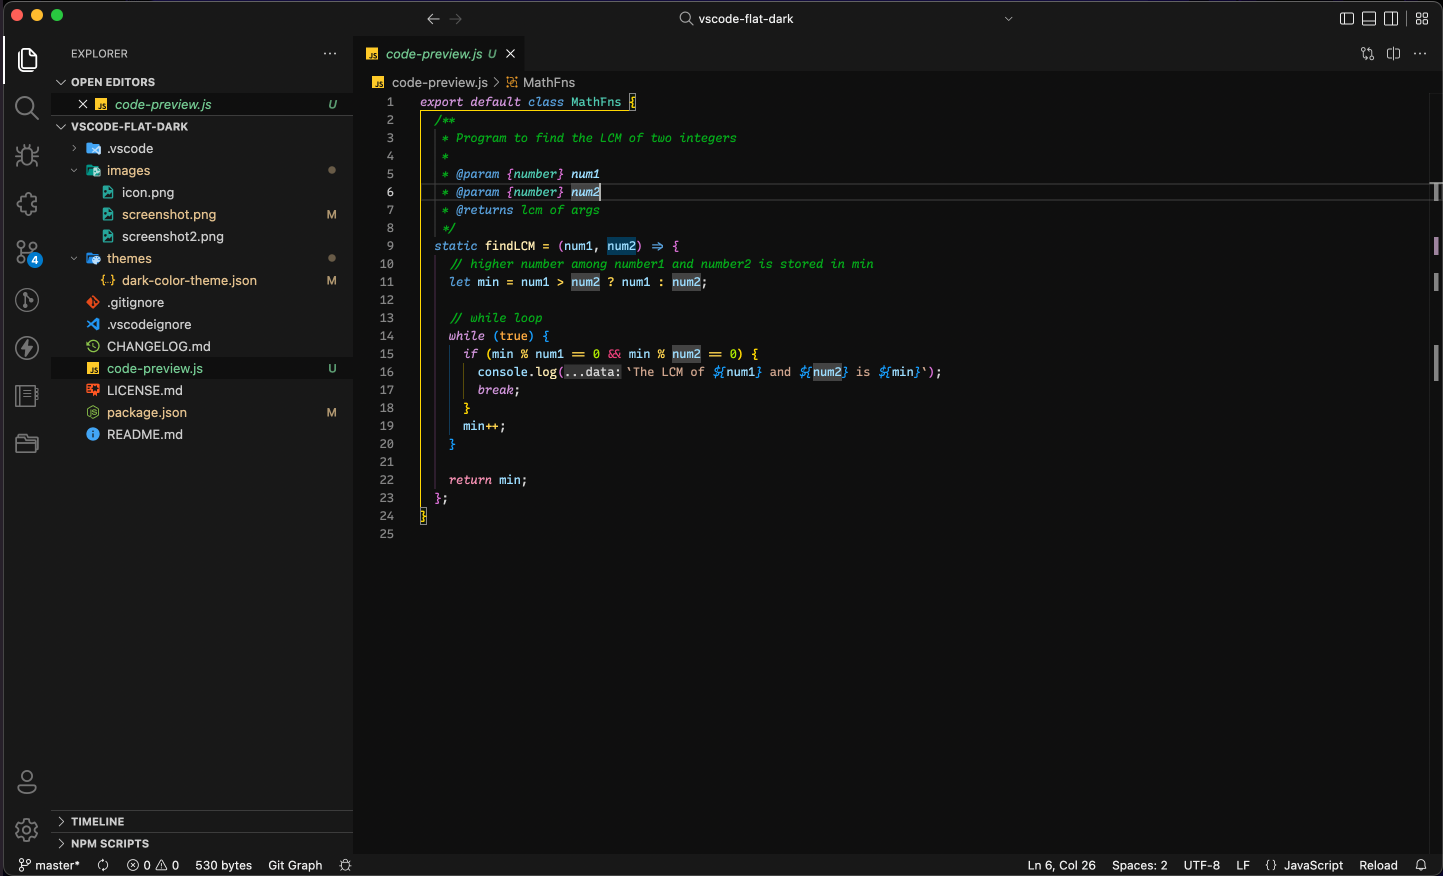 vscode-flat-dark
EXPLORER
OPEN EDITORS
code-preview.js U
VSCODE-FLAT-DARK
.vscode
images
icon.png
screenshot.png M
screenshot2.png
themes
dark-color-theme.json M
.gitignore
.vscodeignore
CHANGELOG.md
code-preview.js U
LICENSE.md
package.json M
README.md
4
TIMELINE
NPM SCRIPTS
code-preview.js U
code-preview.js > MathFns
1 export default class MathFns {
2 /**
3 * Program to find the LCM of two integers
4 *
5 * @param {number} num1
6 * @param {number} num2
7 * @returns lcm of args
8 */
9 static findLCM = (num1, num2) => {
10 // higher number among number1 and number2 is stored in min
11 let min = num1 > num2 ? num1 : num2;
12
13 // while loop
14 while (true) {
15 if (min % num1 == 0 && min % num2 == 0) {
16 console.log(...data: `The LCM of ${num1} and ${num2} is ${min}`);
17 break;
18 }
19 min++;
20 }
21
22 return min;
23 };
24 }
25
master* 0 0 530 bytes Git Graph Ln 6, Col 26 Spaces: 2 UTF-8 LF {} JavaScript Reload